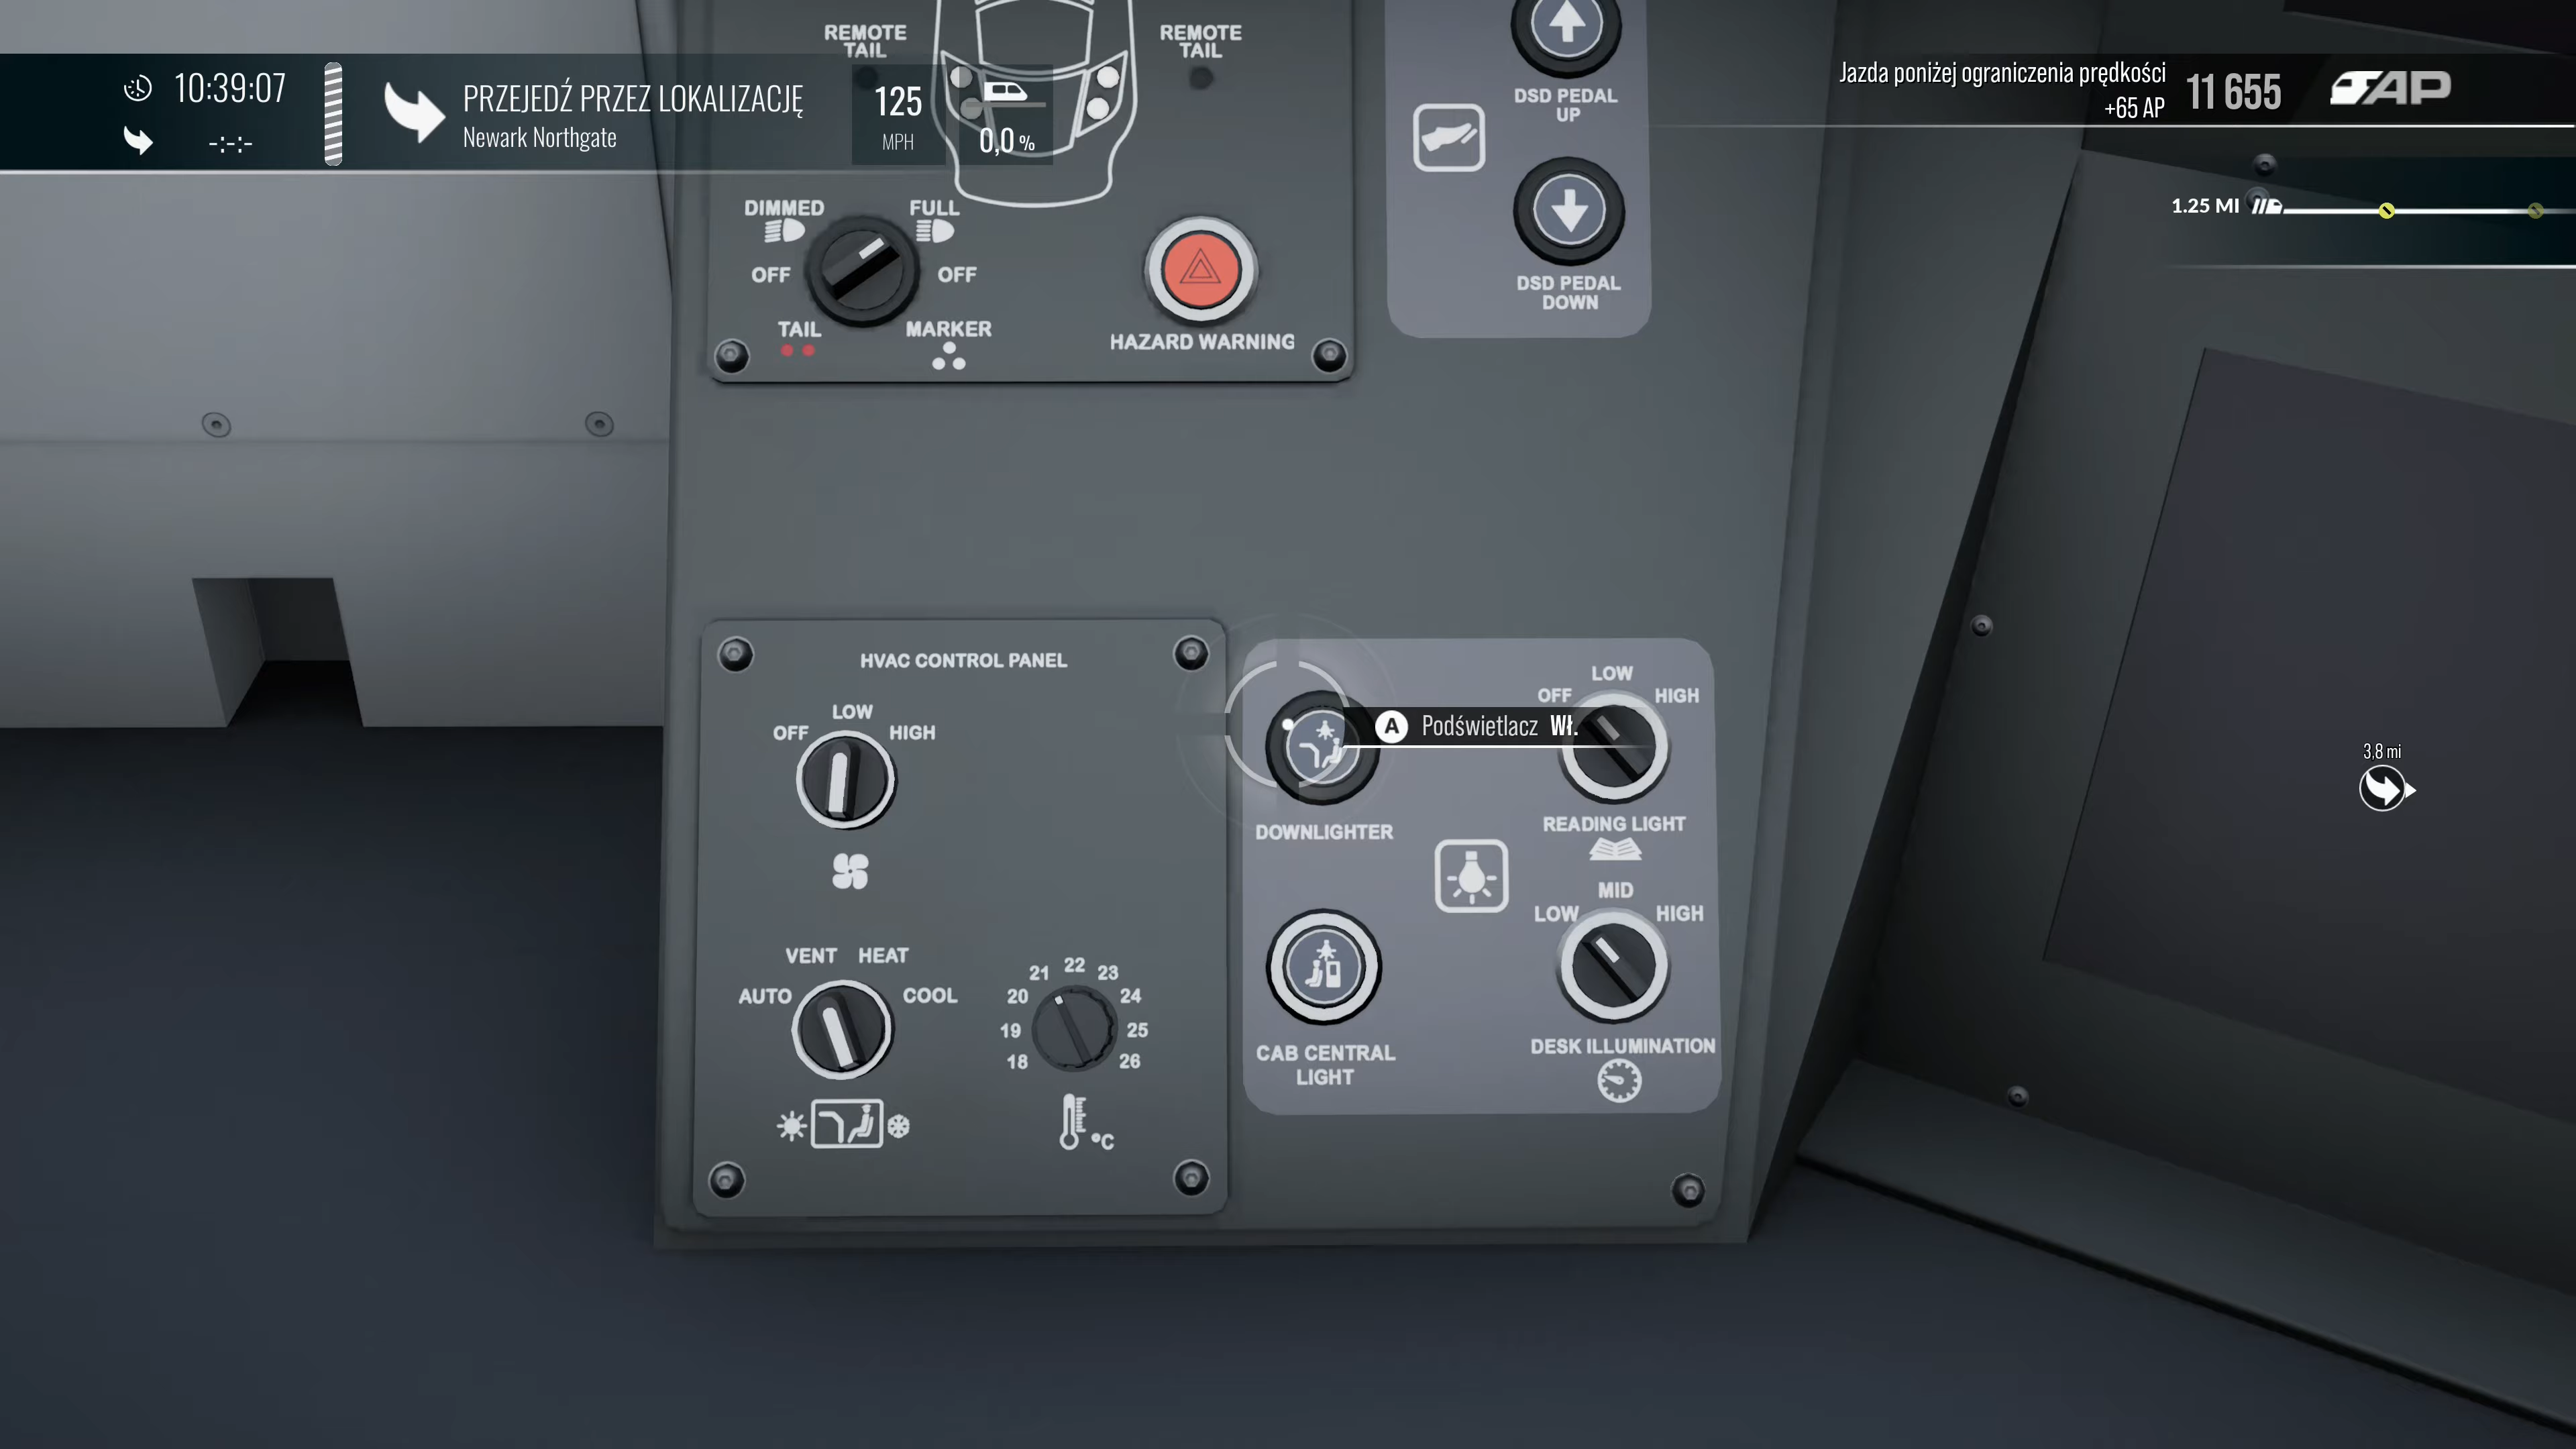 REMOTE
TAIL
REMOTE
TAIL
10:39:07
-:-:-
PRZEJEDŹ PRZEZ LOKALIZACJĘ
Newark Northgate
125
MPH
0,0 %
Jazda poniżej ograniczenia prędkości
+65 AP
11 655
AP
1.25 MI
DSD PEDAL
UP
DSD PEDAL
DOWN
DIMMED
FULL
OFF
OFF
TAIL
MARKER
HAZARD WARNING
HVAC CONTROL PANEL
OFF
LOW
HIGH
VENT
HEAT
AUTO
COOL
18
19
20
21
22
23
24
25
26
°C
A Podświetlacz Wł.
DOWNLIGHTER
OFF
LOW
HIGH
READING LIGHT
CAB CENTRAL
LIGHT
LOW
MID
HIGH
DESK ILLUMINATION
3,8 mi